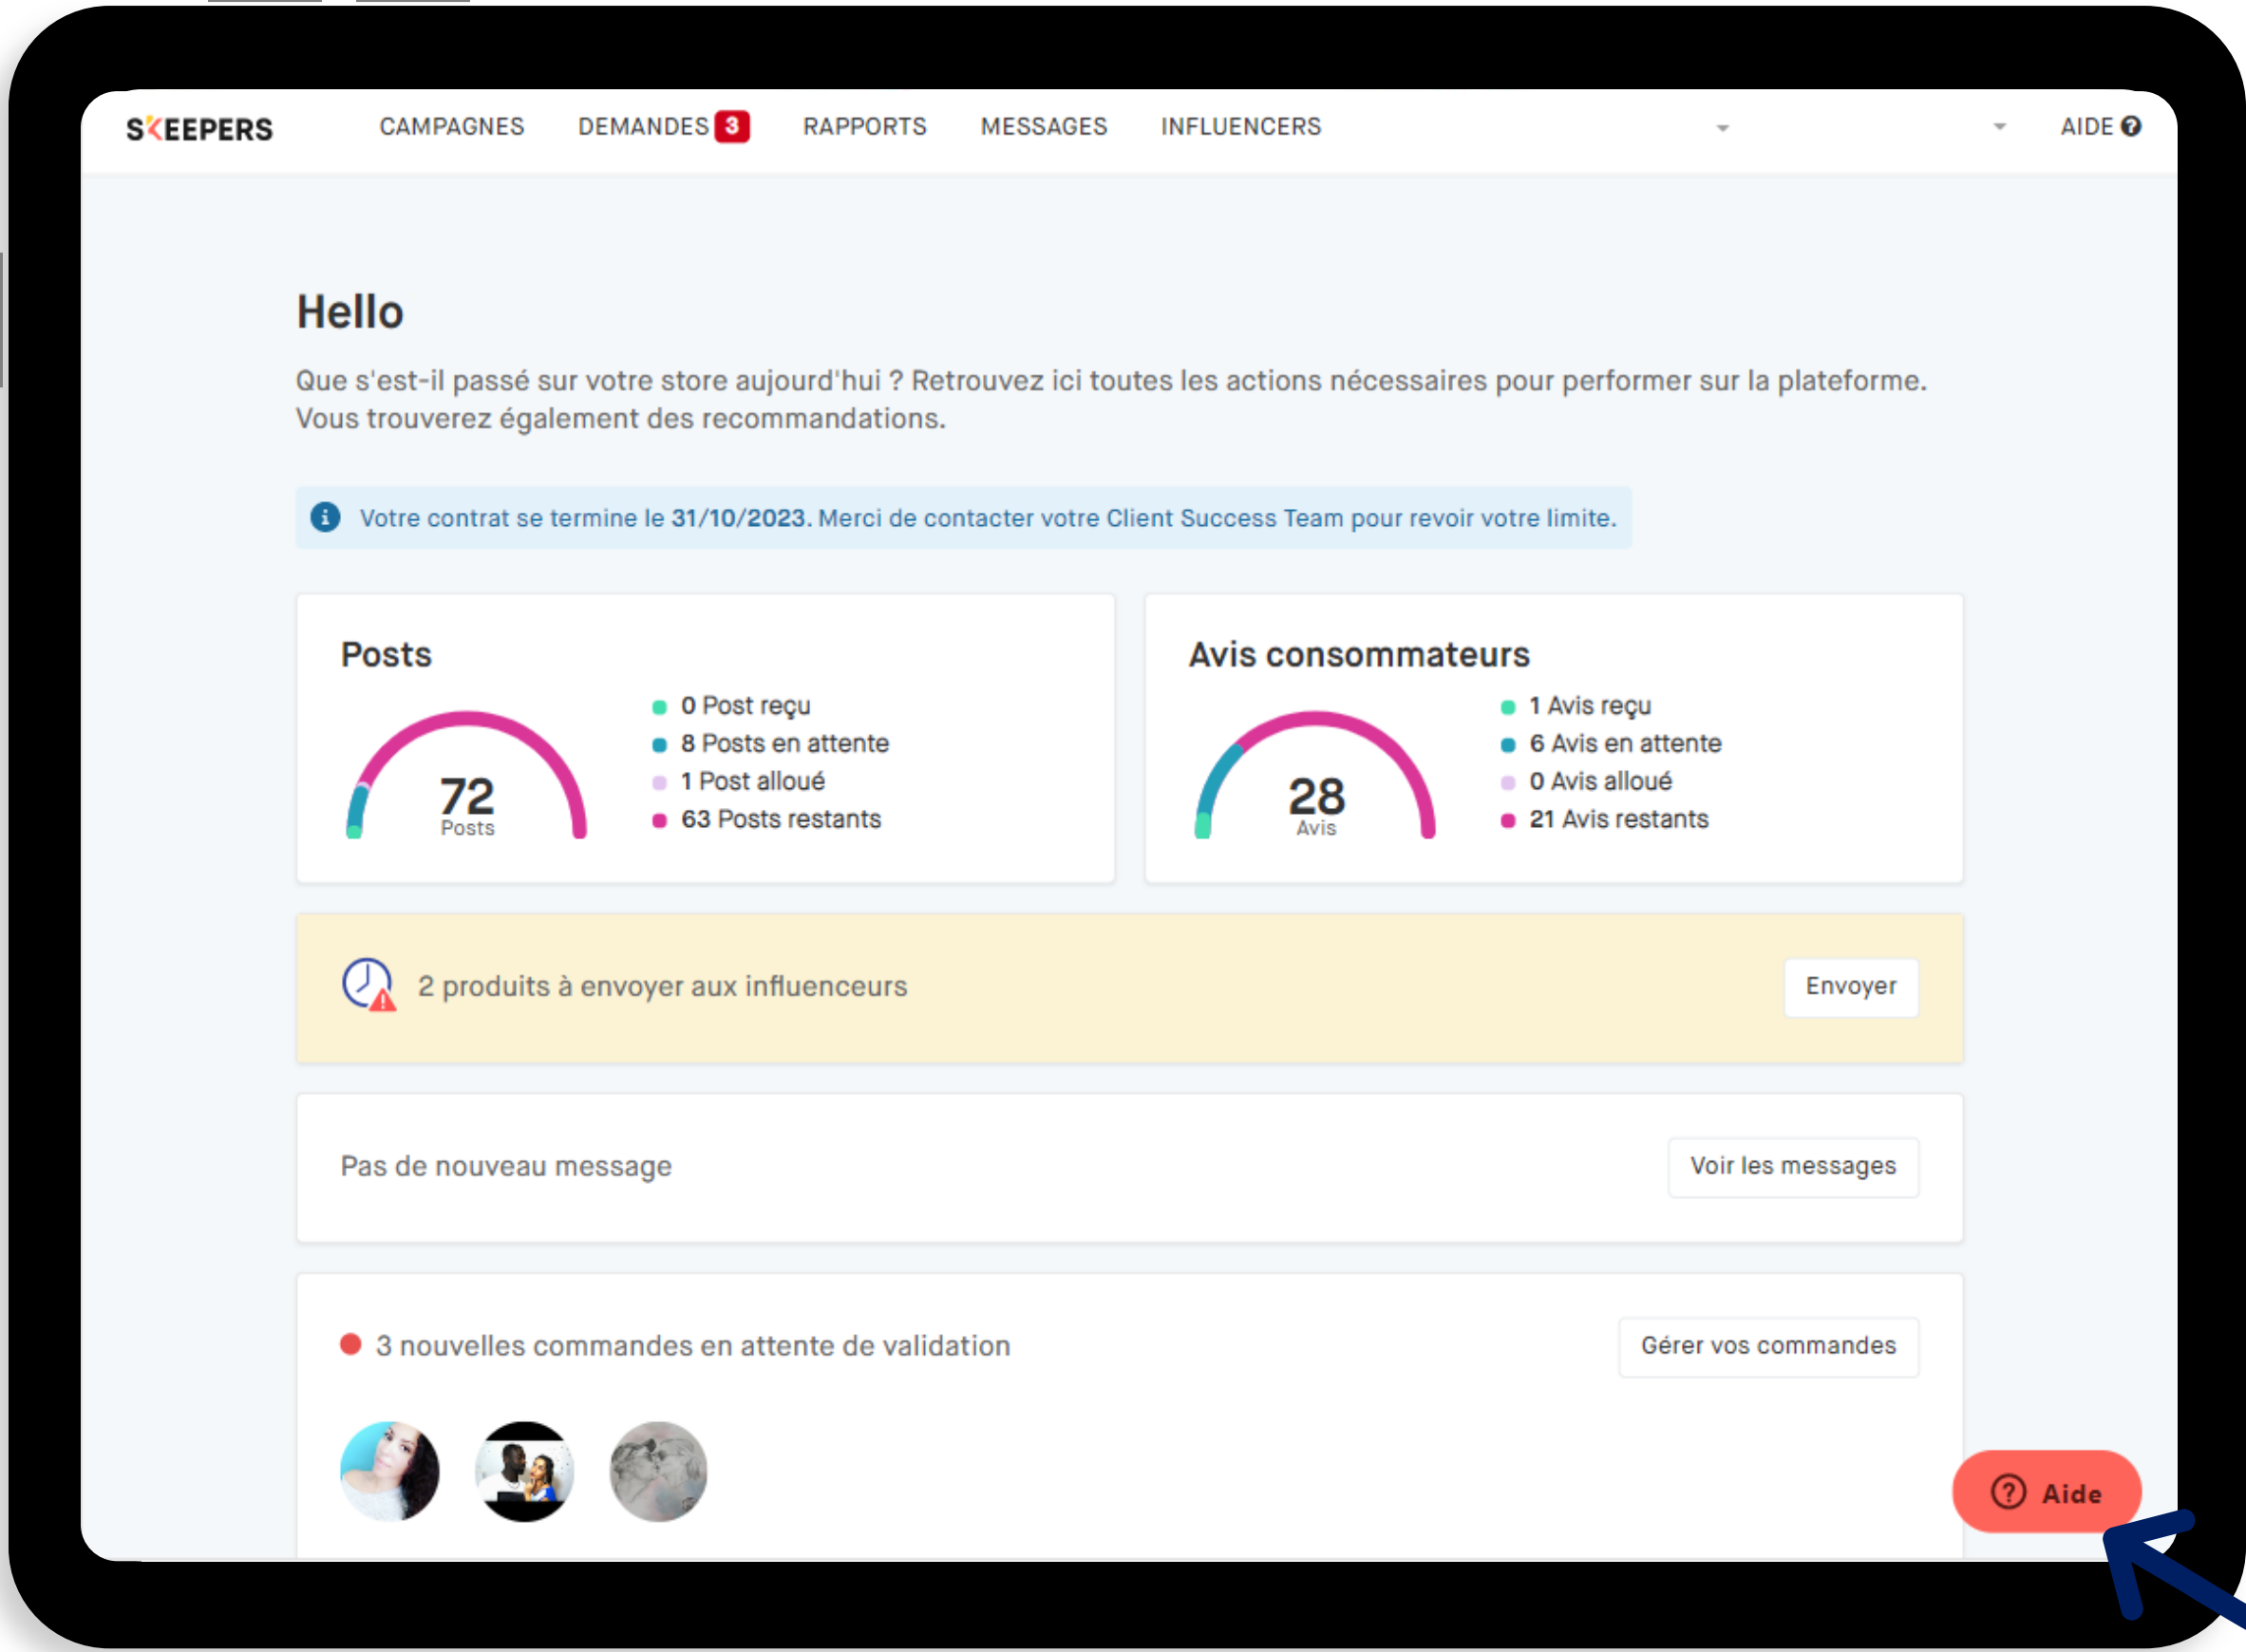 SKEEPERS
CAMPAGNES
DEMANDES 3
RAPPORTS
MESSAGES
INFLUENCERS
AIDE ?
Hello
Que s'est-il passé sur votre store aujourd'hui ? Retrouvez ici toutes les actions nécessaires pour performer sur la plateforme.
Vous trouverez également des recommandations.
i Votre contrat se termine le 31/10/2023. Merci de contacter votre Client Success Team pour revoir votre limite.
Posts
72
Posts
0 Post reçu
8 Posts en attente
1 Post alloué
63 Posts restants
Avis consommateurs
28
Avis
1 Avis reçu
6 Avis en attente
0 Avis alloué
21 Avis restants
2 produits à envoyer aux influenceurs
Envoyer
Pas de nouveau message
Voir les messages
3 nouvelles commandes en attente de validation
Gérer vos commandes
? Aide